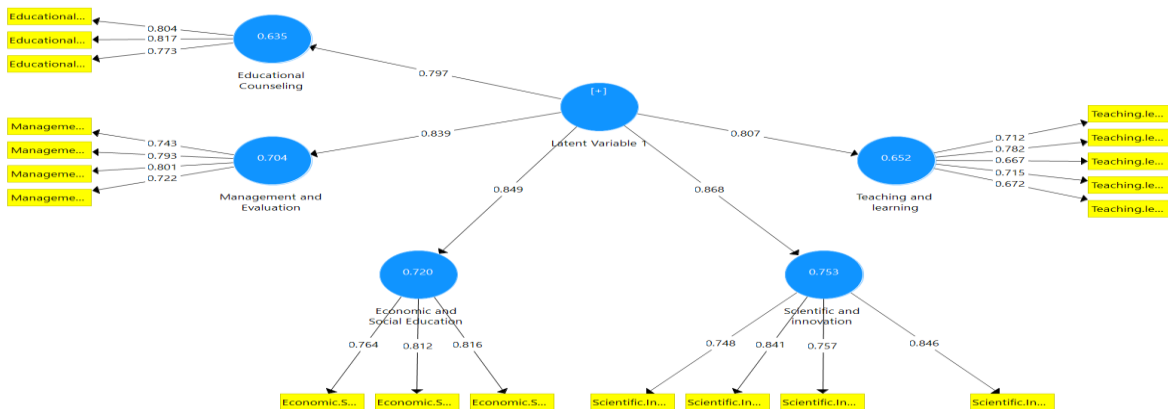 Educational...
Educational...
Educational...
0.804
0.817
0.773
0.635
Educational
Counseling
0.797
[+]
Latent Variable 1
Manageme...
Manageme...
Manageme...
Manageme...
0.743
0.793
0.801
0.722
0.704
Management and
Evaluation
0.839
0.807
0.652
Teaching and
learning
0.712
0.782
0.667
0.715
0.672
Teaching.le...
Teaching.le...
Teaching.le...
Teaching.le...
Teaching.le...
0.849
0.868
0.720
Economic and
Social Education
0.764
0.812
0.816
Economic.S...
Economic.S...
Economic.S...
0.753
Scientific and
innovation
0.748
0.841
0.757
0.846
Scientific.In...
Scientific.In...
Scientific.In...
Scientific.In...